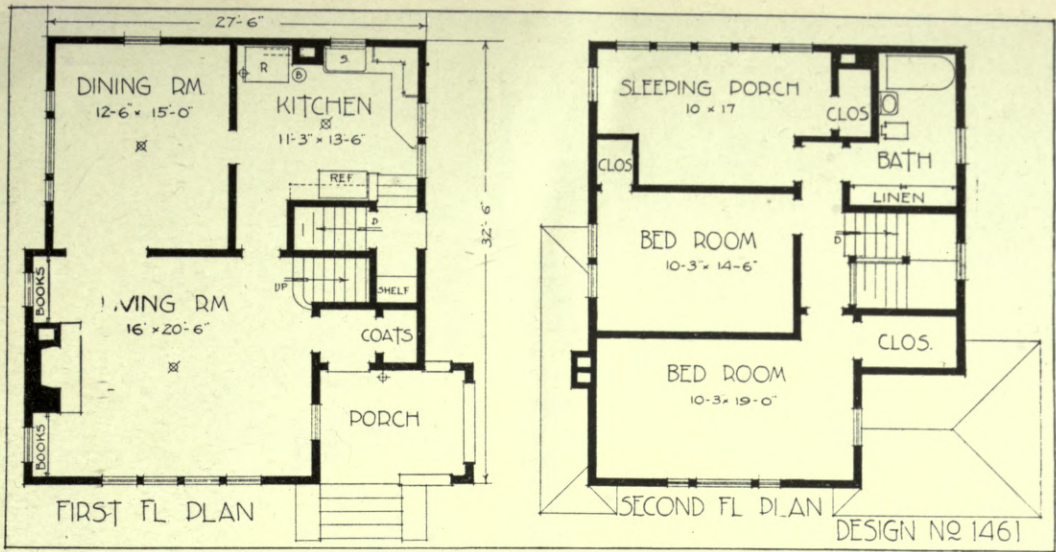 27'-6"
DINING RM
12-6" × 15'-0"
R
B
S.
KITCHEN
11'-3" × 13'-6"
REF
D
UP
SHELF
32'-6"
BOOKS
LIVING RM
16' × 20'-6"
COATS
PORCH
BOOKS
FIRST FL PLAN
SLEEPING PORCH
10 × 17
CLOS
CLOS
BATH
LINEN
BED ROOM
10-3" × 14-6"
D
CLOS.
BED ROOM
10-3 × 19-0"
SECOND FL PLAN
DESIGN Nº 1461